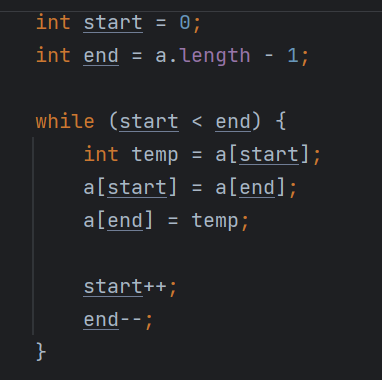 int start = 0;
int end = a.length - 1;
while (start < end) {
int temp = a[start];
a[start] = a[end];
a[end] = temp;
start++;
end--;
}